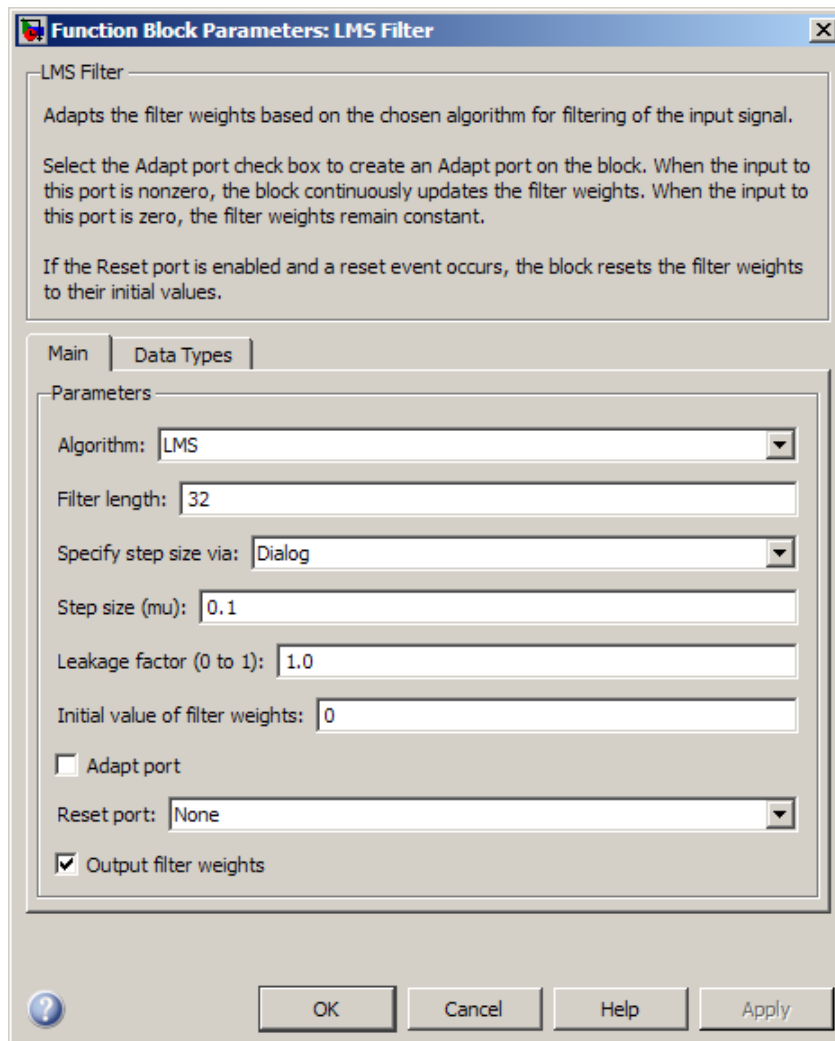 Function Block Parameters: LMS Filter
LMS Filter
Adapts the filter weights based on the chosen algorithm for filtering of the input signal.
Select the Adapt port check box to create an Adapt port on the block. When the input to
this port is nonzero, the block continuously updates the filter weights. When the input to
this port is zero, the filter weights remain constant.
If the Reset port is enabled and a reset event occurs, the block resets the filter weights
to their initial values.
Main Data Types
Parameters
Algorithm: LMS
Filter length: 32
Specify step size via: Dialog
Step size (mu): 0.1
Leakage factor (0 to 1): 1.0
Initial value of filter weights: 0
Adapt port
Reset port: None
Output filter weights
? OK Cancel Help Apply